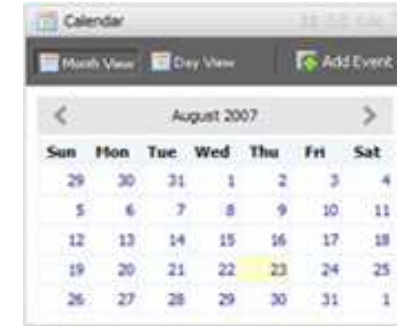 Calendar
Month View Day View Add Event
August 2007
Sun Mon Tue Wed Thu Fri Sat
29 30 31 1 2 3 4
5 6 7 8 9 10 11
12 13 14 15 16 17 18
19 20 21 22 23 24 25
26 27 28 29 30 31 1